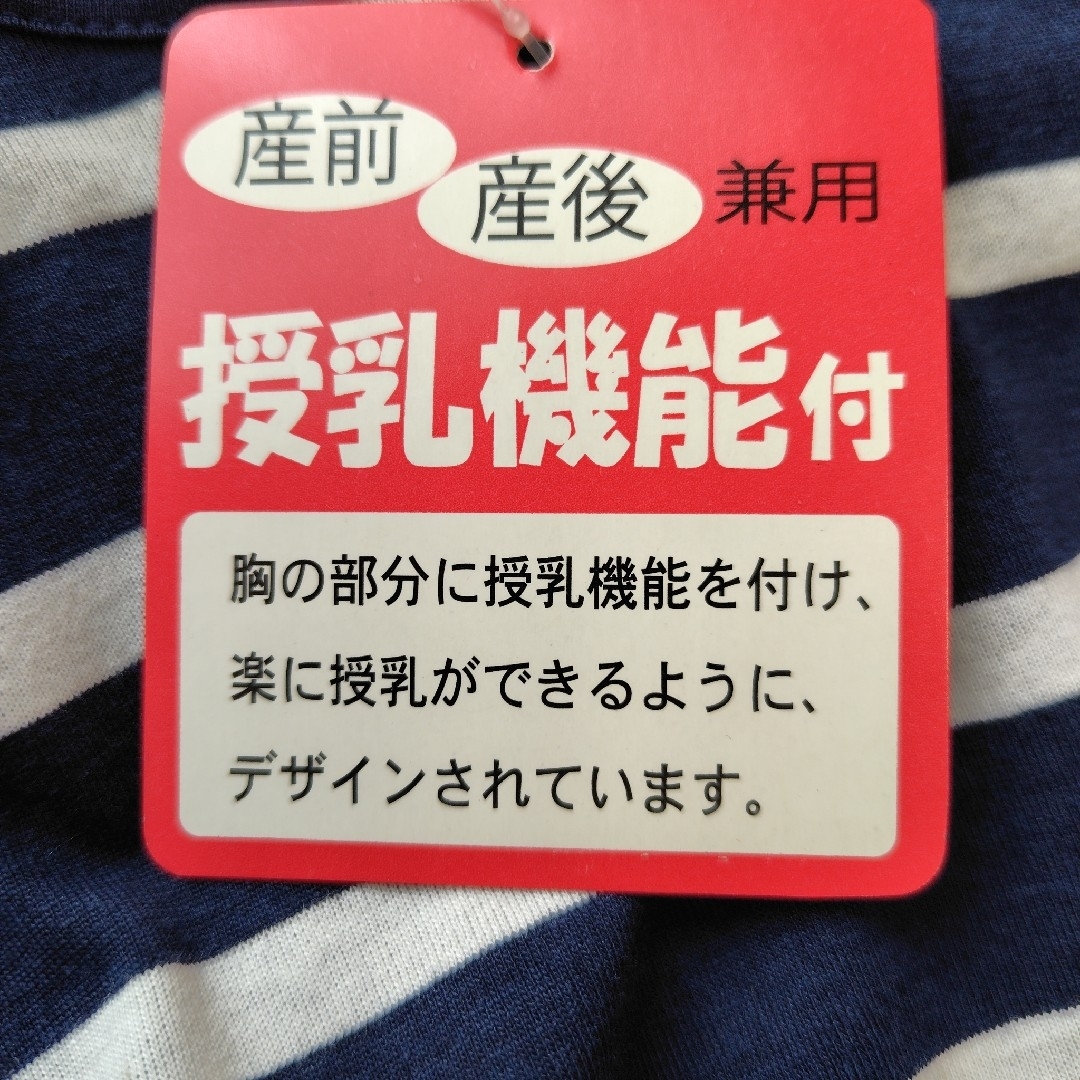 産前 産後 兼用
授乳機能付
胸の部分に授乳機能を付け、
楽に授乳ができるように、
デザインされています。